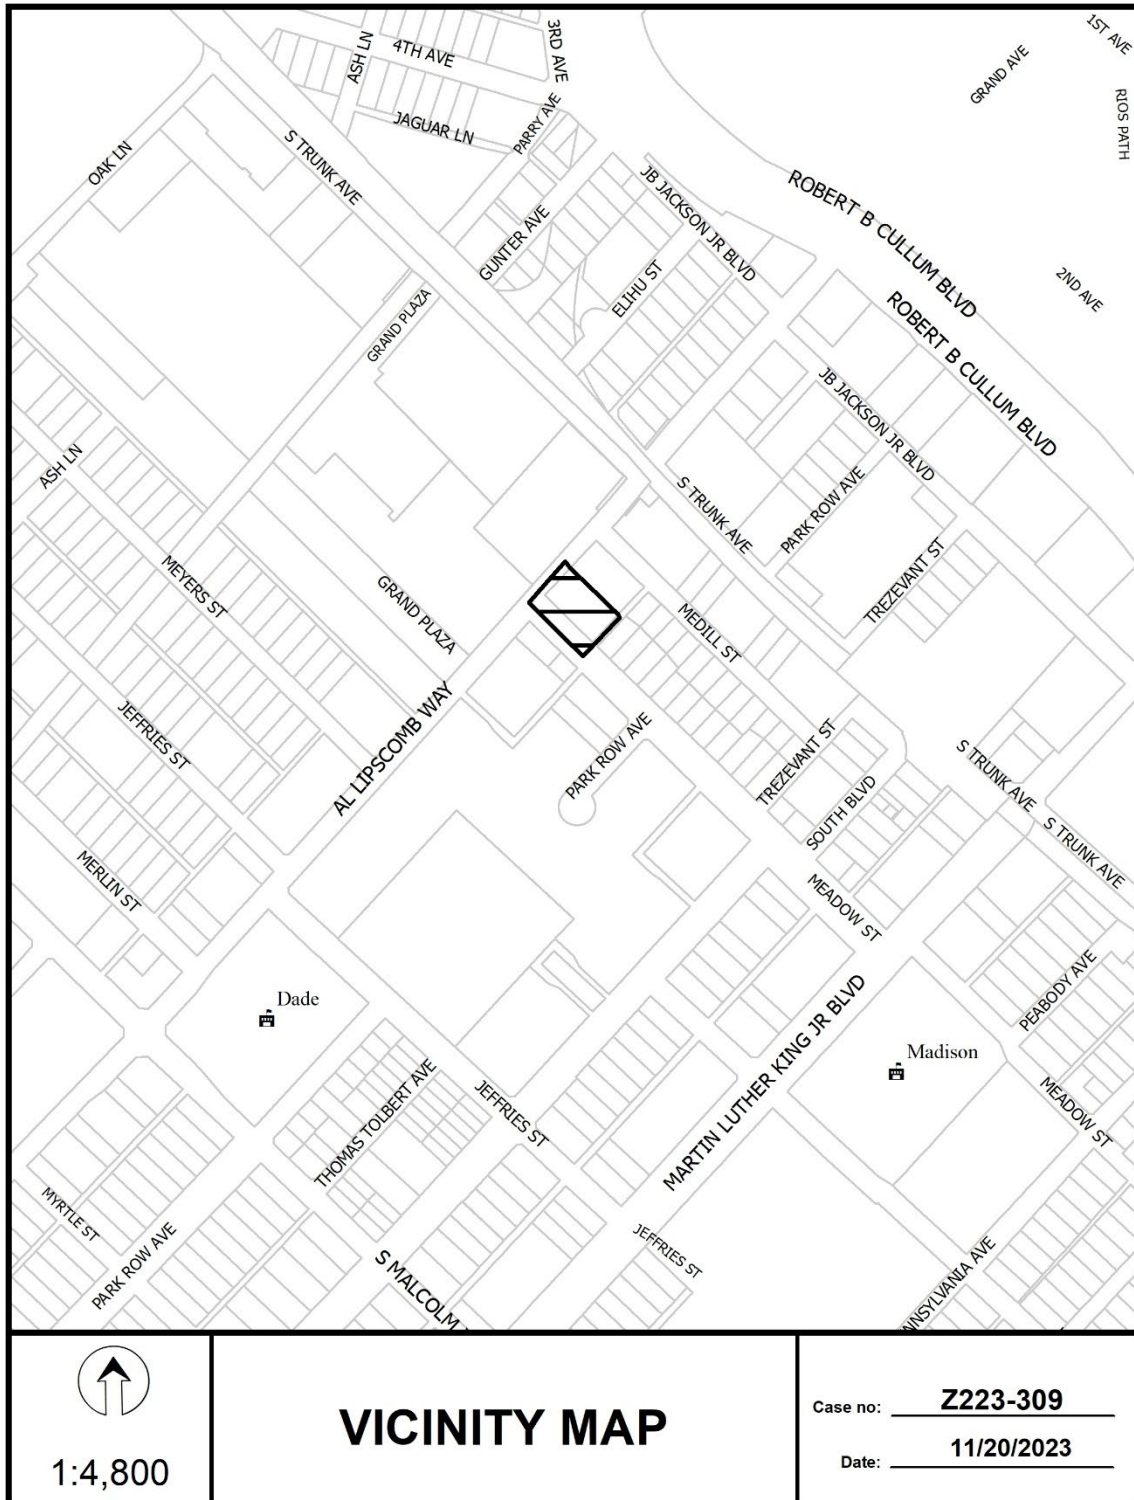 1ST AVE
3RD AVE
4TH AVE
ASH LN
GRAND AVE
RIOS PATH
JAGUAR LN
PARRY AVE
OAK LN
S TRUNK AVE
JB JACKSON JR BLVD
ROBERT B CULLUM BLVD
GUNTER AVE
ELIHU ST
2ND AVE
GRAND PLAZA
ROBERT B CULLUM BLVD
JB JACKSON JR BLVD
ASH LN
S TRUNK AVE
PARK ROW AVE
MEYERS ST
GRAND PLAZA
TREZEVANT ST
MEDILL ST
JEFFRIES ST
AL LIPSCOMB WAY
PARK ROW AVE
TREZEVANT ST
S TRUNK AVE
SOUTH BLVD
S TRUNK AVE
MERLIN ST
MEADOW ST
Dade
PEABODY AVE
MARTIN LUTHER KING JR BLVD
Madison
THOMAS TOLBERT AVE
JEFFRIES ST
MEADOW ST
MYRTLE ST
PARK ROW AVE
JEFFRIES ST
S MALCOLM
NNSYLVANIA AVE
1:4,800
VICINITY MAP
Case no: Z223-309
Date: 11/20/2023